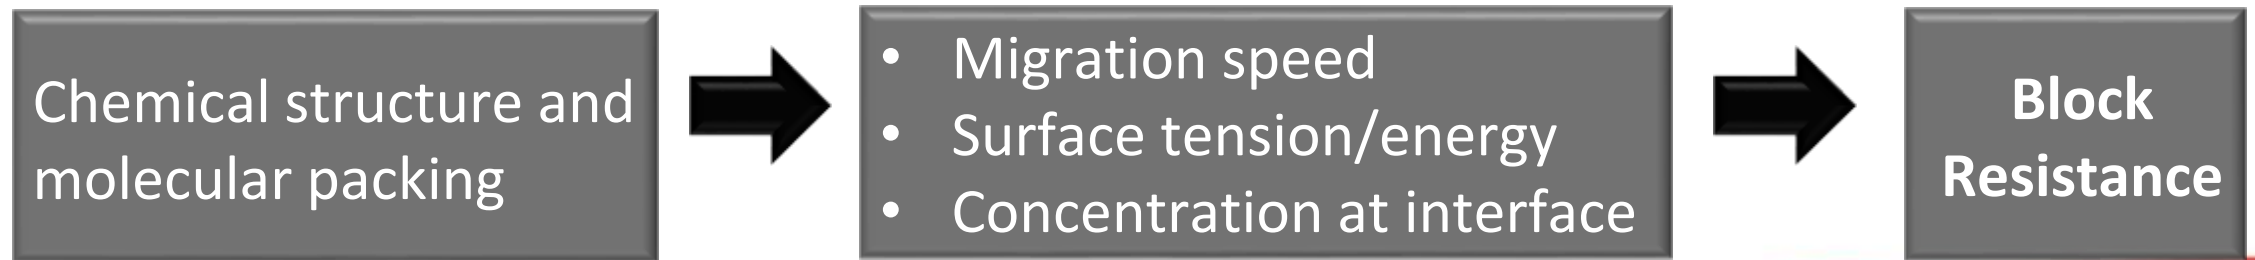 Chemical structure and
molecular packing
• Migration speed
• Surface tension/energy
• Concentration at interface
Block
Resistance